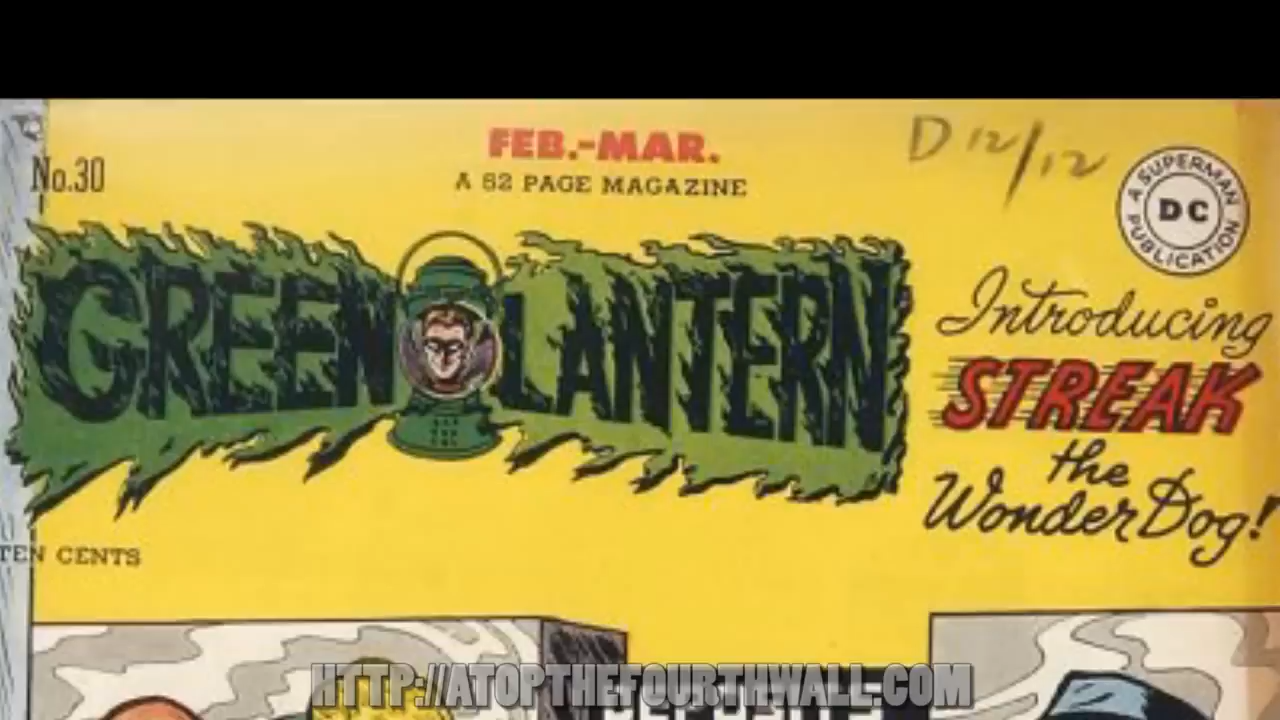 No.30
FEB.-MAR.
A 52 PAGE MAGAZINE
D 12/12
A SUPERMAN
DC
PUBLICATION
GREEN LANTERN
Introducing
STREAK
the
Wonder Dog!
TEN CENTS
HTTP://ATOPTHEFOURTHWALL.COM